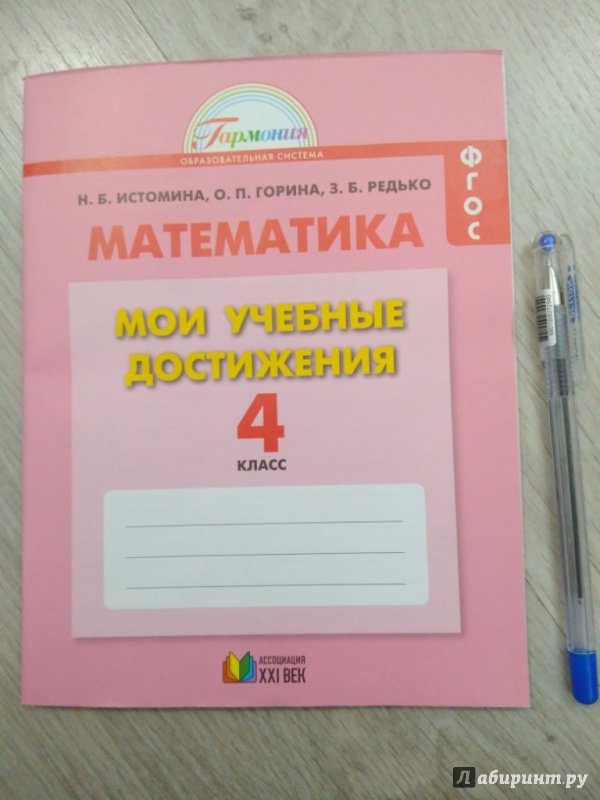 Гармония
ОБРАЗОВАТЕЛЬНАЯ СИСТЕМА
ФГОС
Н. Б. ИСТОМИНА, О. П. ГОРИНА, З. Б. РЕДЬКО
МАТЕМАТИКА
МОИ УЧЕБНЫЕ
ДОСТИЖЕНИЯ
4
КЛАСС
АССОЦИАЦИЯ
XXI ВЕК
Лабиринт.ру